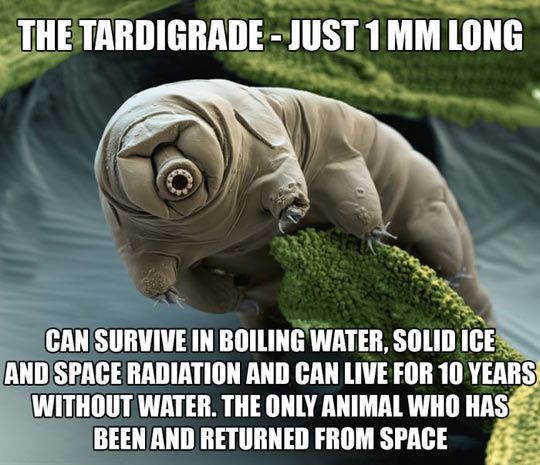 THE TARDIGRADE - JUST 1 MM LONG
CAN SURVIVE IN BOILING WATER, SOLID ICE
AND SPACE RADIATION AND CAN LIVE FOR 10 YEARS
WITHOUT WATER. THE ONLY ANIMAL WHO HAS
BEEN AND RETURNED FROM SPACE